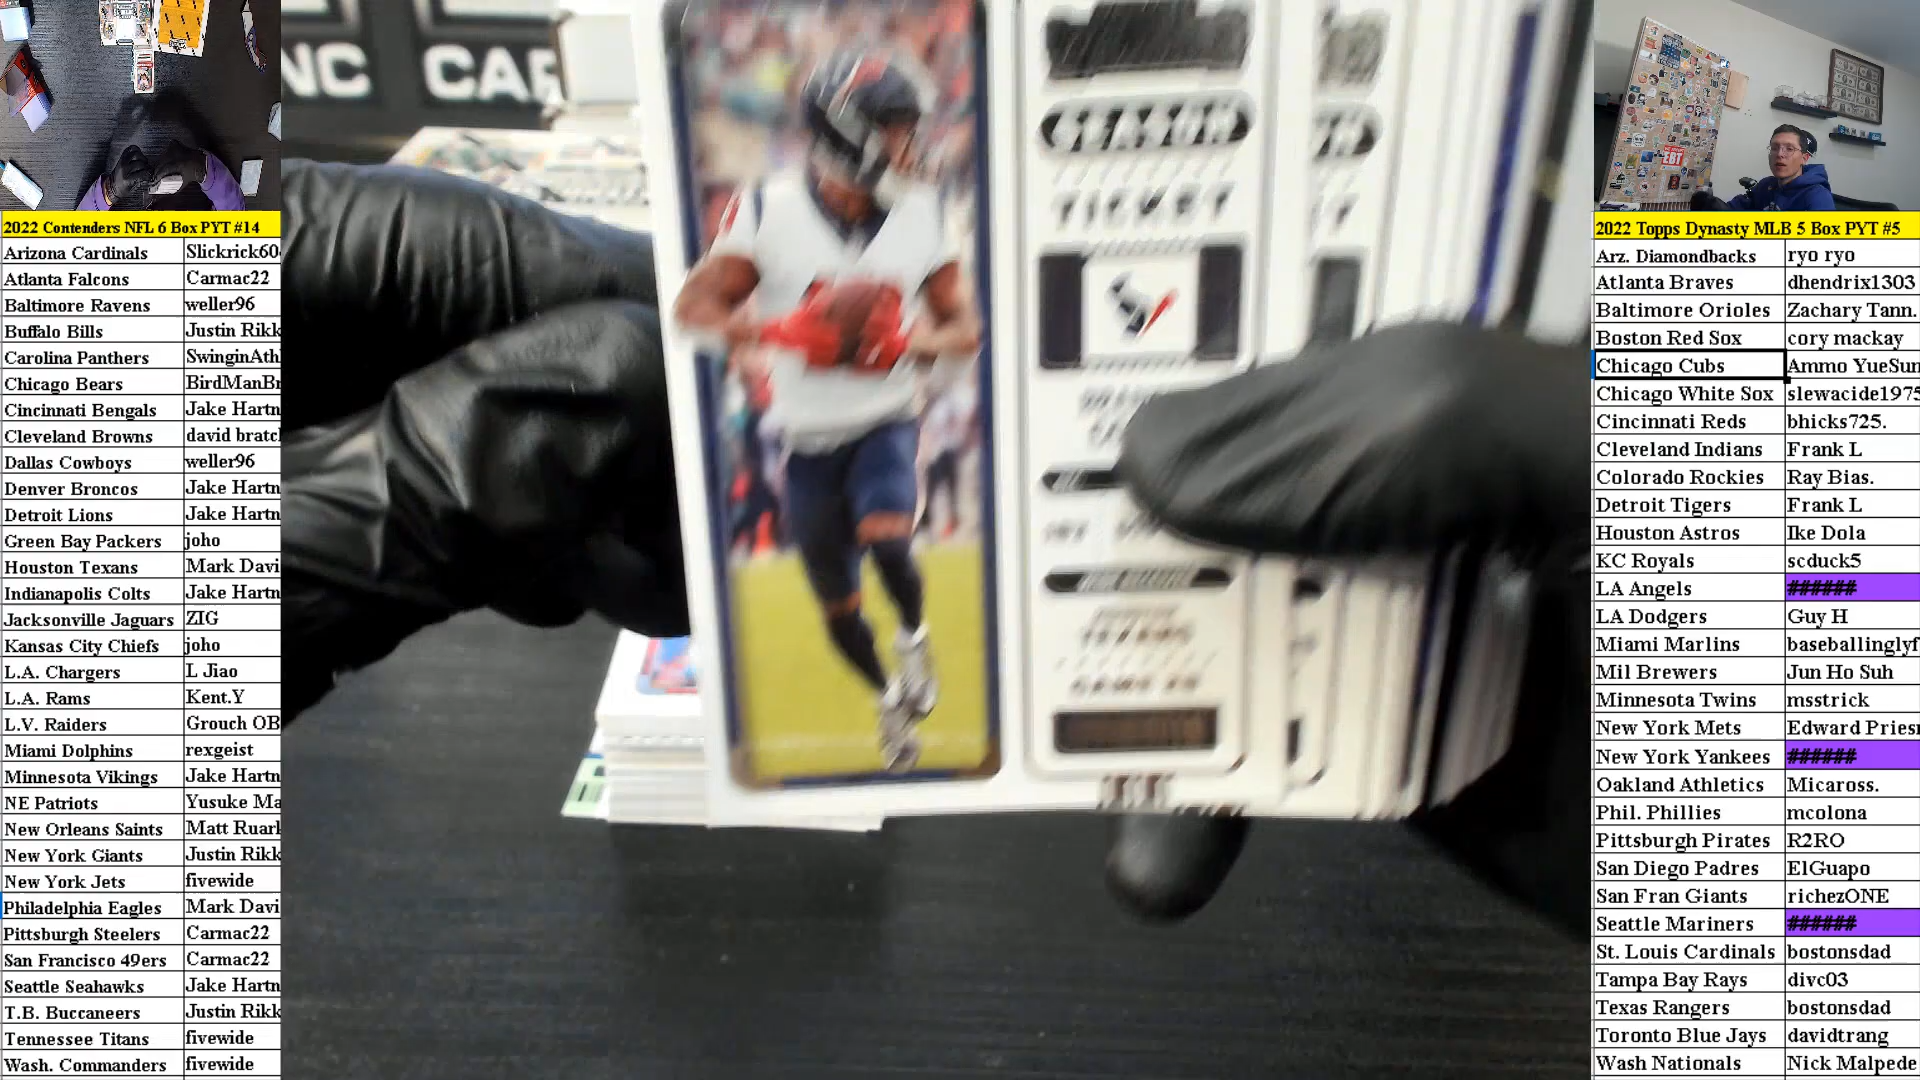 NC CAR
SEASON
TICKET
TEXANS
2022 Contenders NFL 6 Box PYT #14
Arizona Cardinals Slickrick60
Atlanta Falcons Carmac22
Baltimore Ravens weller96
Buffalo Bills Justin Rikk
Carolina Panthers SwinginAth
Chicago Bears BirdManBr
Cincinnati Bengals Jake Hartn
Cleveland Browns david bratcl
Dallas Cowboys weller96
Denver Broncos Jake Hartn
Detroit Lions Jake Hartn
Green Bay Packers joho
Houston Texans Mark Davi
Indianapolis Colts Jake Hartn
Jacksonville Jaguars ZIG
Kansas City Chiefs joho
L.A. Chargers L Jiao
L.A. Rams Kent.Y
L.V. Raiders Grouch OB
Miami Dolphins rexgeist
Minnesota Vikings Jake Hartn
NE Patriots Yusuke Ma
New Orleans Saints Matt Ruark
New York Giants Justin Rikk
New York Jets fivewide
Philadelphia Eagles Mark Davi
Pittsburgh Steelers Carmac22
San Francisco 49ers Carmac22
Seattle Seahawks Jake Hartn
T.B. Buccaneers Justin Rikk
Tennessee Titans fivewide
Wash. Commanders fivewide
EBT
2022 Topps Dynasty MLB 5 Box PYT #5
Arz. Diamondbacks ryo ryo
Atlanta Braves dhendrix1303
Baltimore Orioles Zachary Tann.
Boston Red Sox cory mackay
Chicago Cubs Ammo YueSun
Chicago White Sox slewacide1975
Cincinnati Reds bhicks725.
Cleveland Indians Frank L
Colorado Rockies Ray Bias.
Detroit Tigers Frank L
Houston Astros Ike Dola
KC Royals scduck5
LA Angels ######
LA Dodgers Guy H
Miami Marlins baseballinglyf
Mil Brewers Jun Ho Suh
Minnesota Twins msstrick
New York Mets Edward Priesn
New York Yankees ######
Oakland Athletics Micaross.
Phil. Phillies mcolona
Pittsburgh Pirates R2RO
San Diego Padres ElGuapo
San Fran Giants richezONE
Seattle Mariners ######
St. Louis Cardinals bostonsdad
Tampa Bay Rays divc03
Texas Rangers bostonsdad
Toronto Blue Jays davidtrang
Wash Nationals Nick Malpede